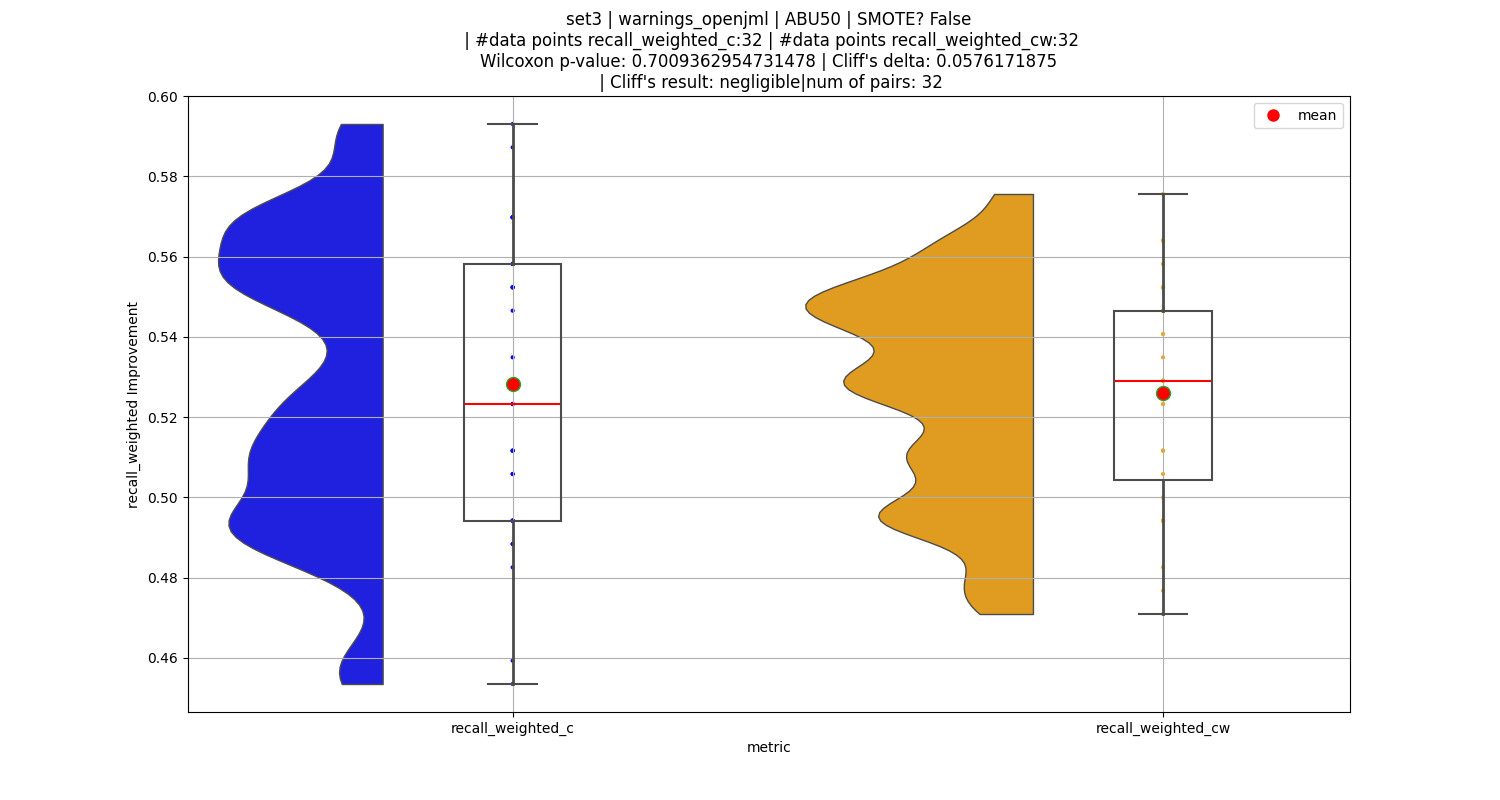 set3 | warnings_openjml | ABU50 | SMOTE? False
| #data points recall_weighted_c:32 | #data points recall_weighted_cw:32
Wilcoxon p-value: 0.7009362954731478 | Cliff's delta: 0.0576171875
| Cliff's result: negligible|num of pairs: 32
mean
0.60
0.58
0.56
0.54
0.52
0.50
0.48
0.46
recall_weighted Improvement
recall_weighted_c
recall_weighted_cw
metric